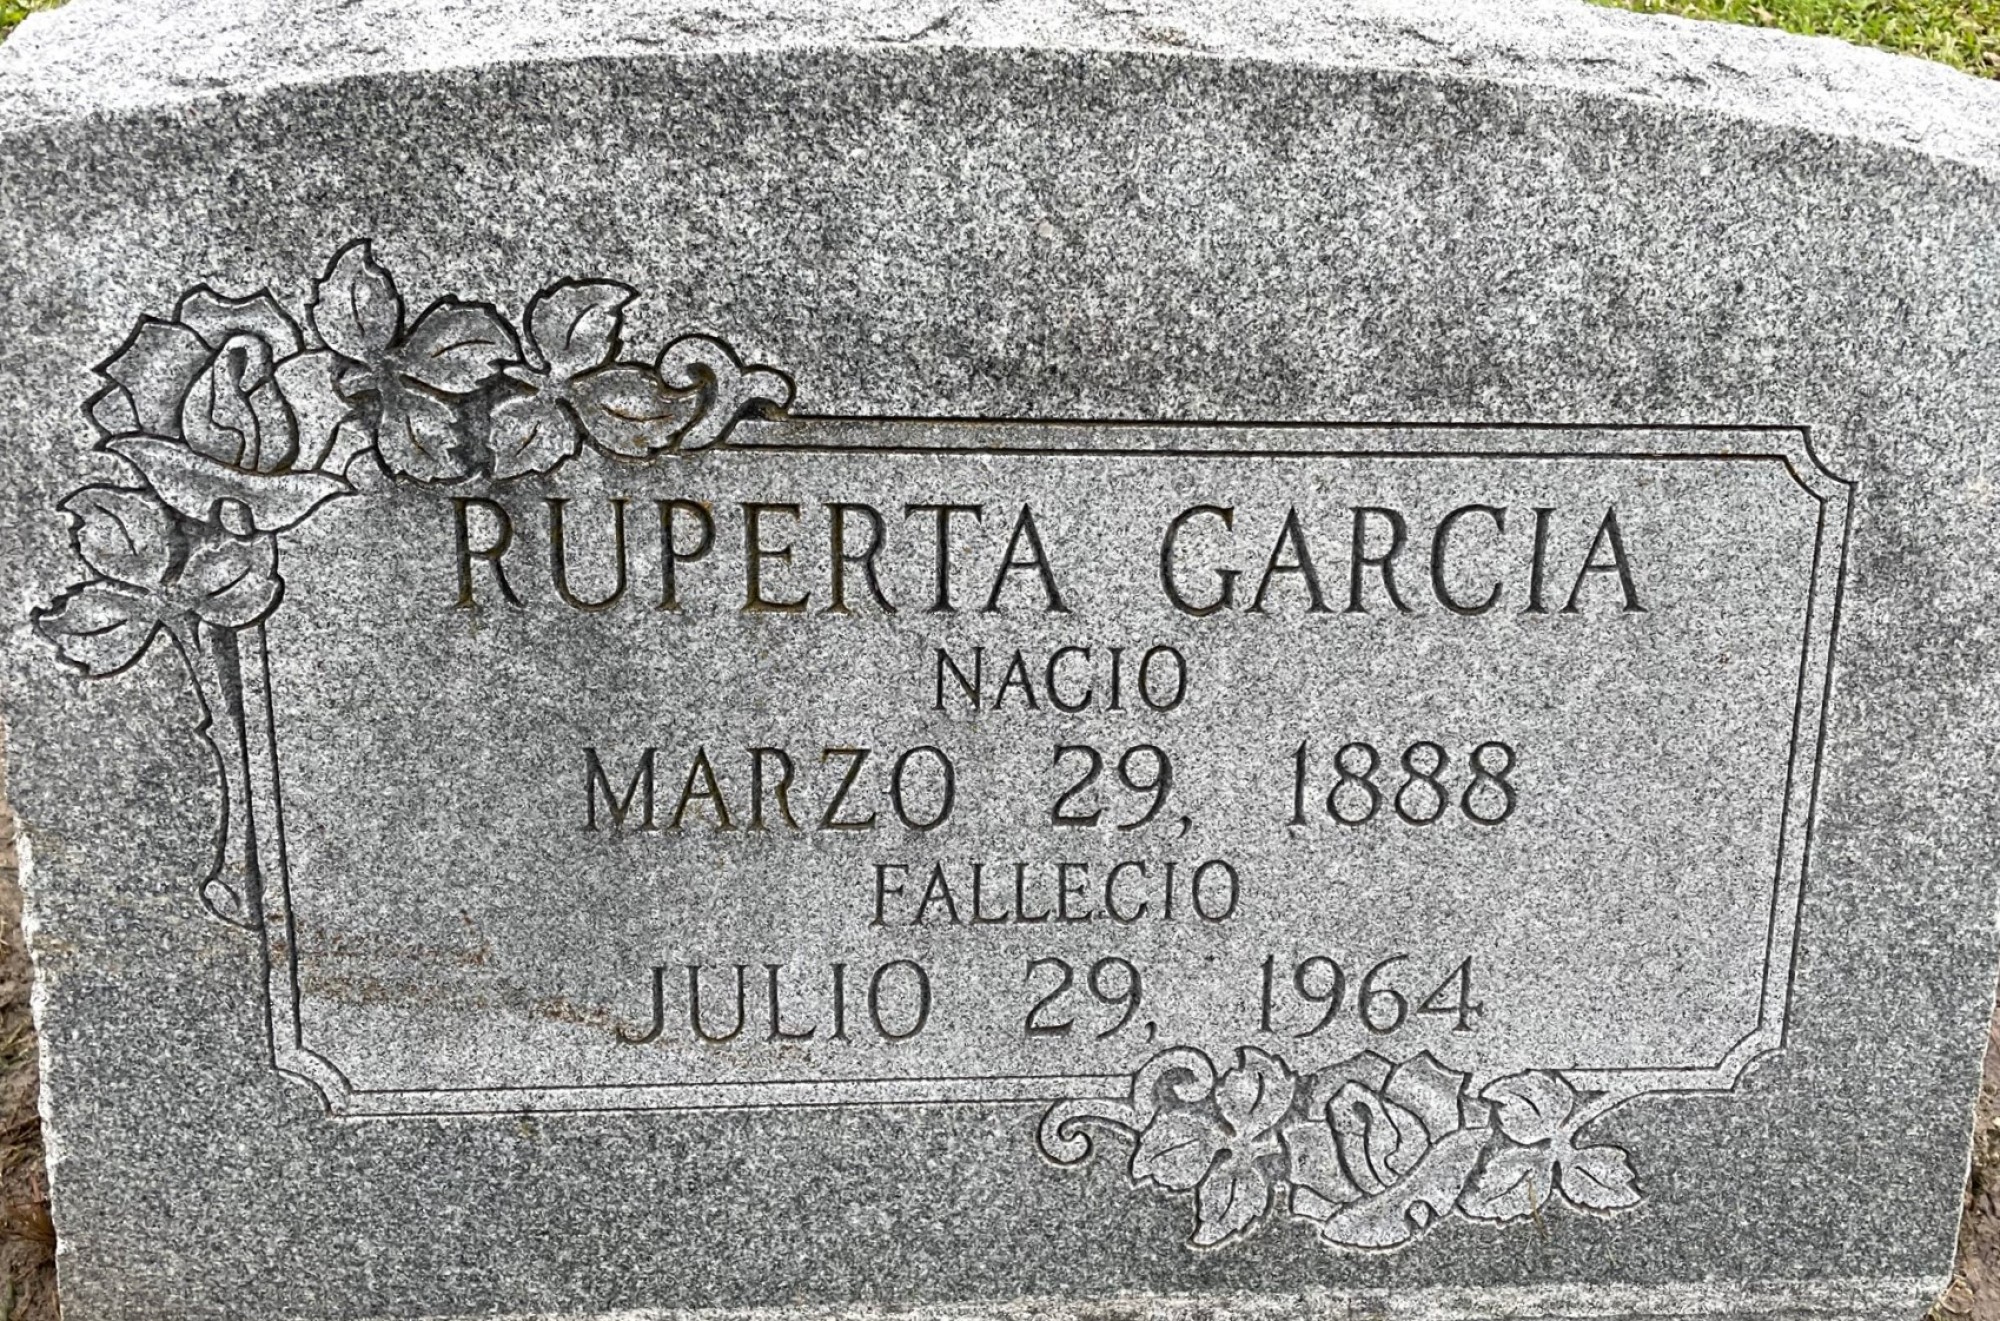 RUPERTA GARCIA
NACIO
MARZO 29, 1888
FALLECIO
JULIO 29, 1964